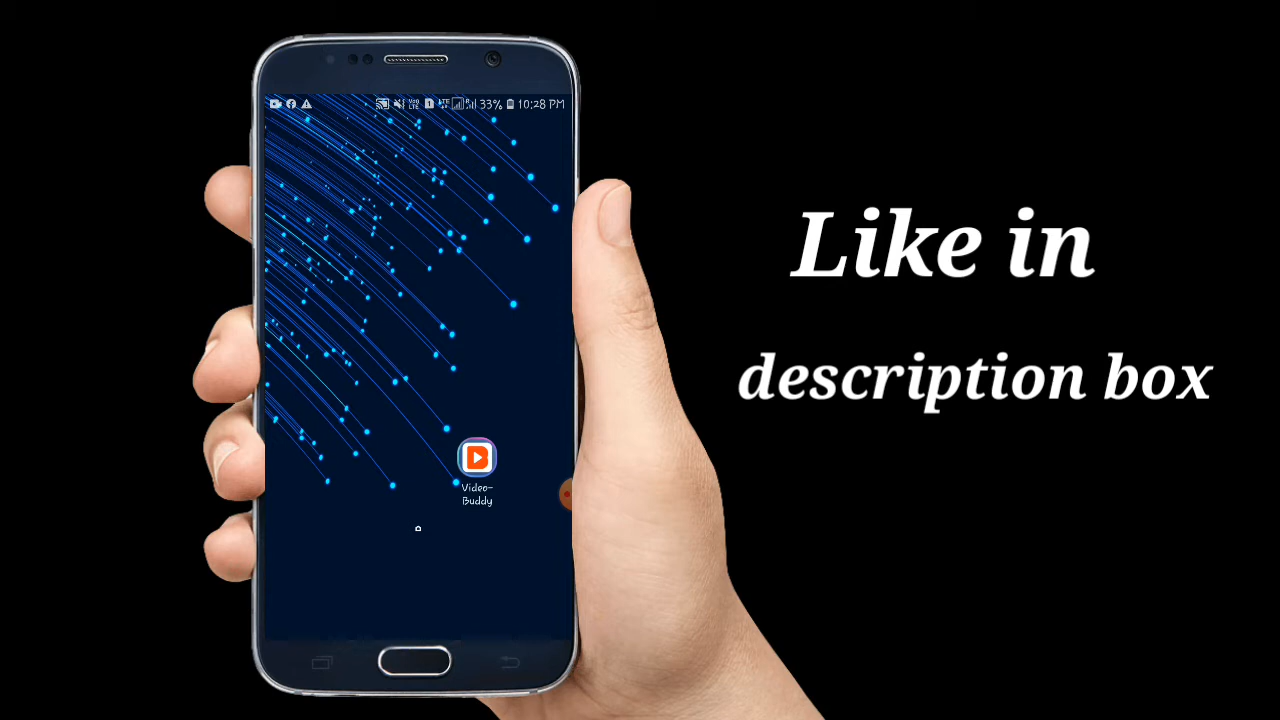 33% 10:28 PM
Like in
description box
Video-
Buddy